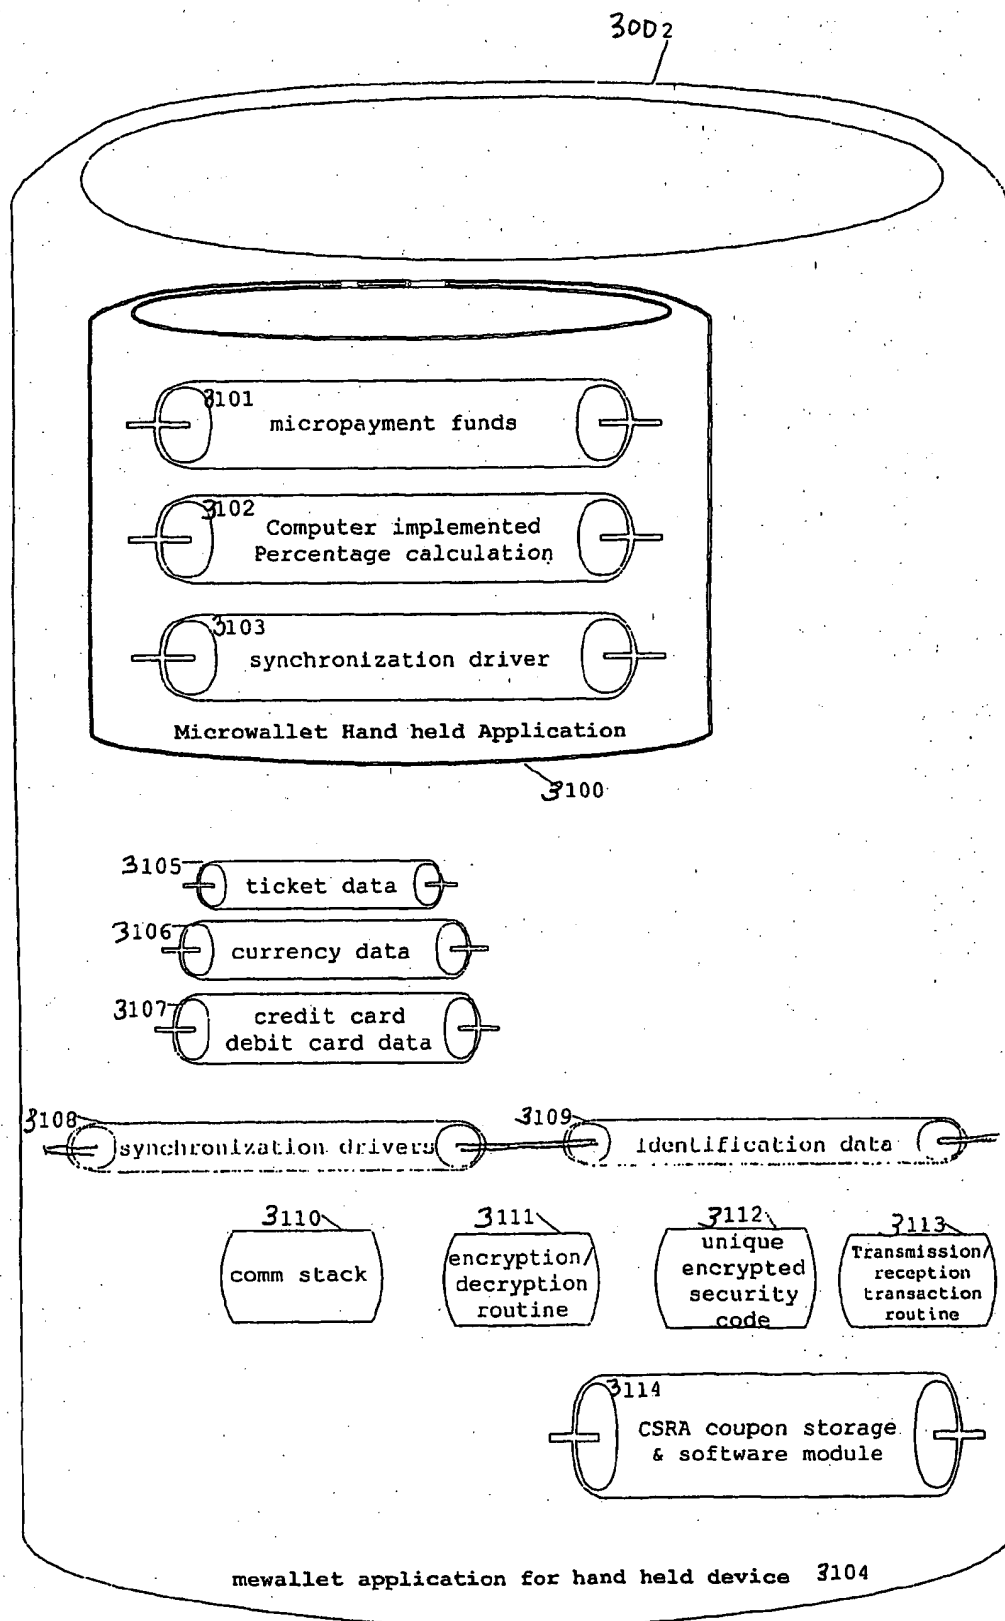 3002
3101
micropayment funds
3102
Computer implemented
Percentage calculation
3103
synchronization driver
Microwallet Hand held Application
3100
3105
ticket data
3106
currency data
3107
credit card
debit card data
3108
synchronization drivers
3109
identification data
3110
comm stack
3111
encryption/
decryption
routine
3112
unique
encrypted
security
code
3113
Transmission/
reception
transaction
routine
3114
CSRA coupon storage
& software module
mewallet application for hand held device 3104